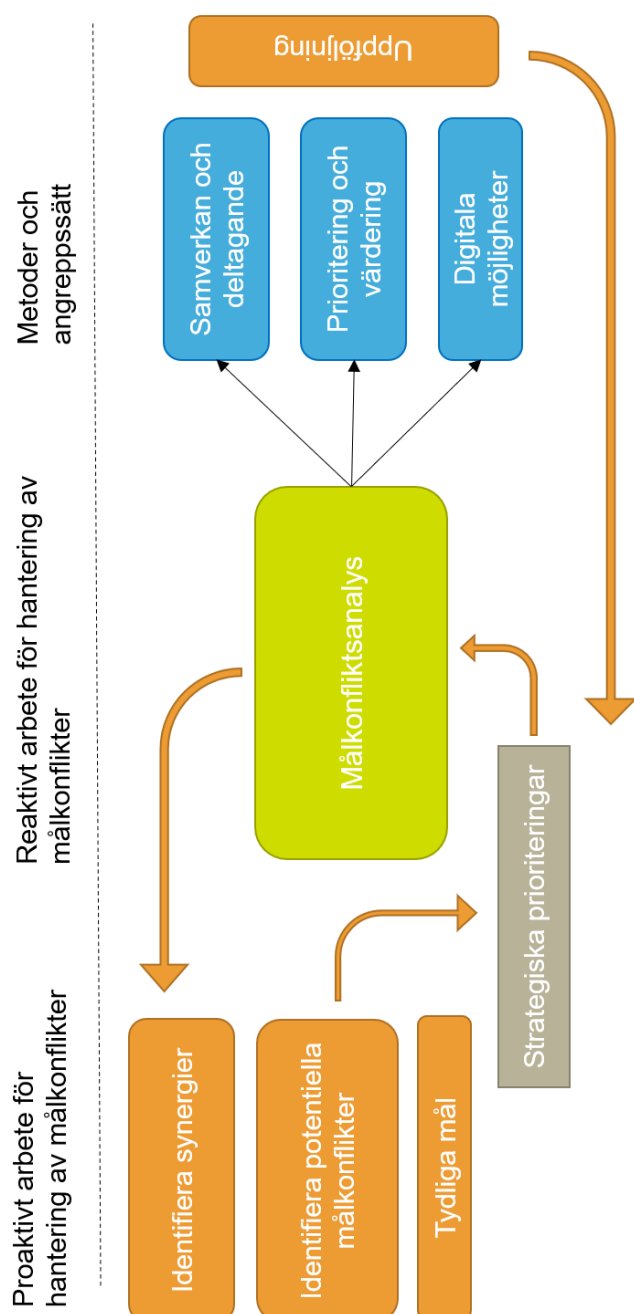 Proaktivt arbete för
hantering av målkonflikter
Reaktivt arbete för hantering av
målkonflikter
Metoder och
angreppssätt
Identifiera synergier
Identifiera potentiella
målkonflikter
Tydliga mål
Strategiska prioriteringar
Målkonfliktsanalys
Samverkan och
deltagande
Prioritering och
värdering
Digitala
möjligheter
Uppföljning